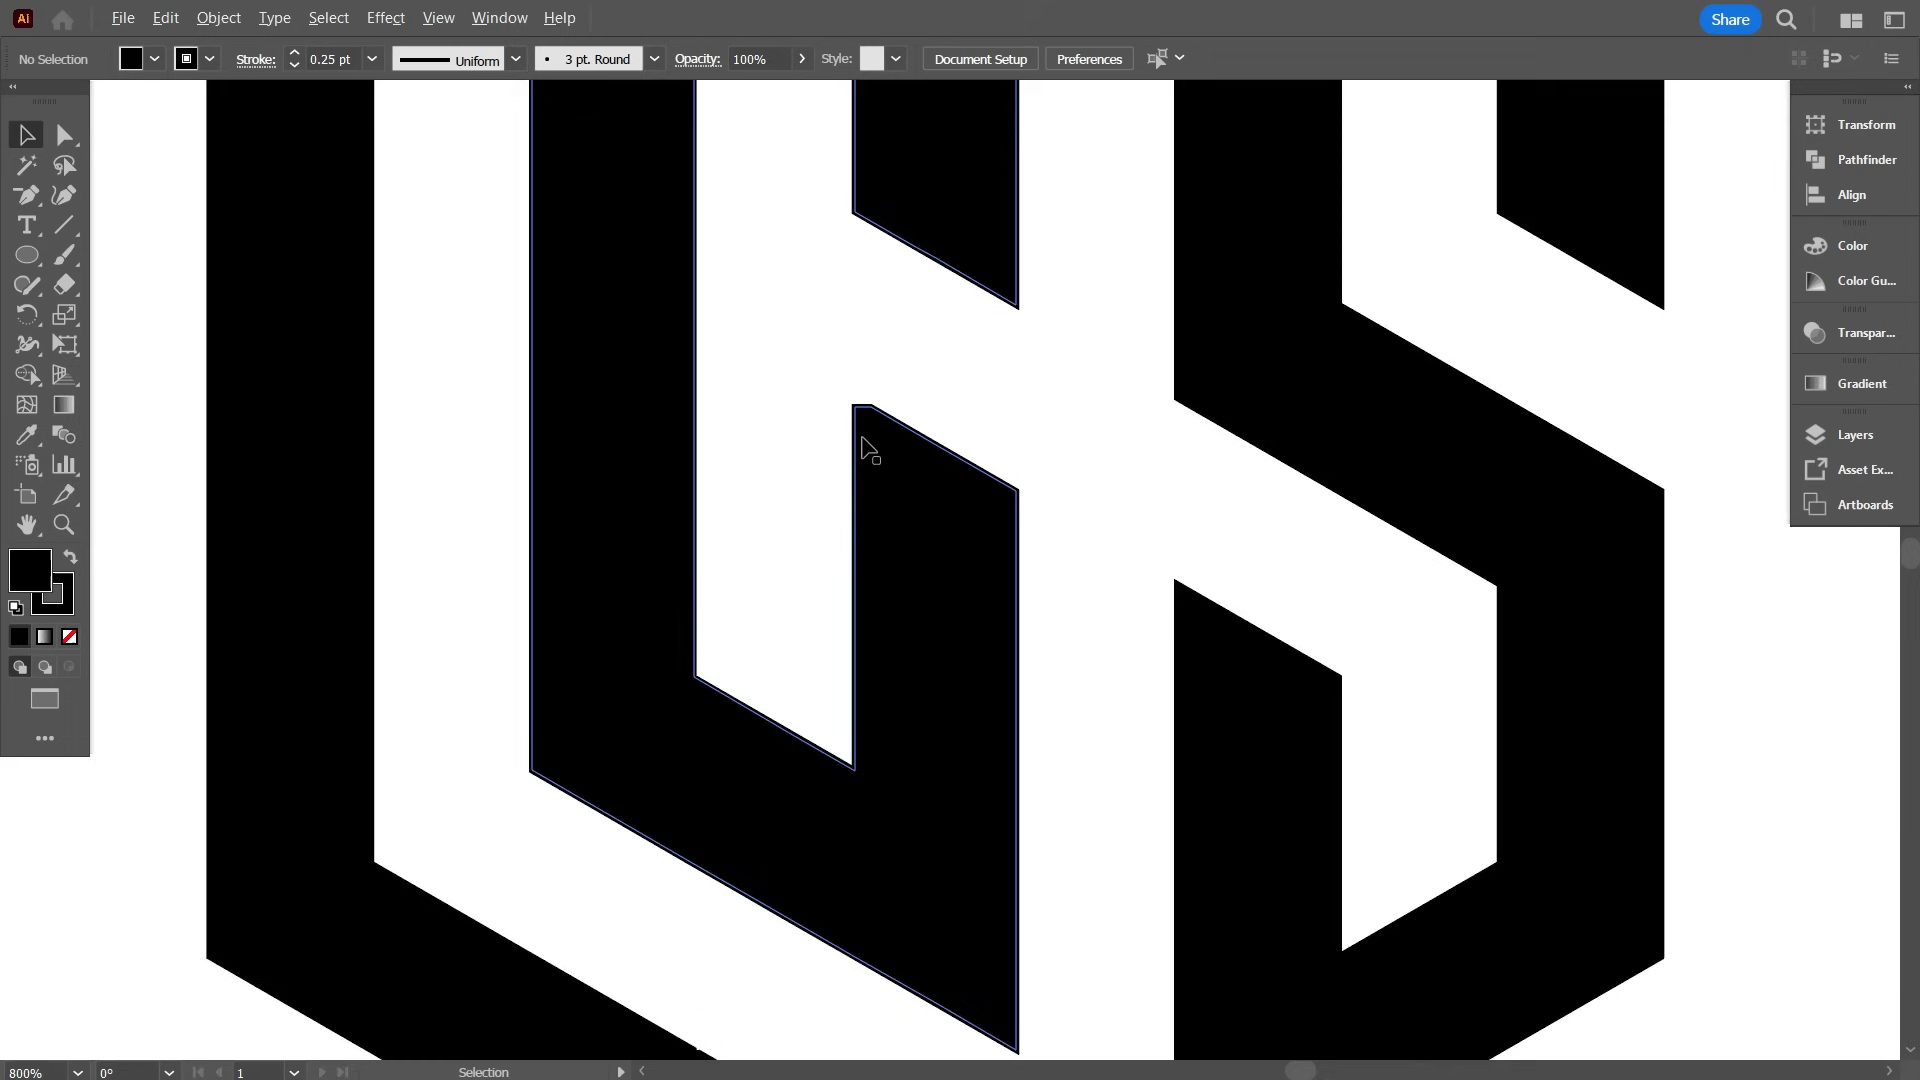 Ai File Edit Object Type Select Effect View Window Help Share
No Selection Stroke: 0.25 pt Uniform 3 pt. Round Opacity: 100% Style: Document Setup Preferences
Transform
Pathfinder
Align
Color
Color Gu...
Transpar...
Gradient
Layers
Asset Ex...
Artboards
800% 0° 1 Selection